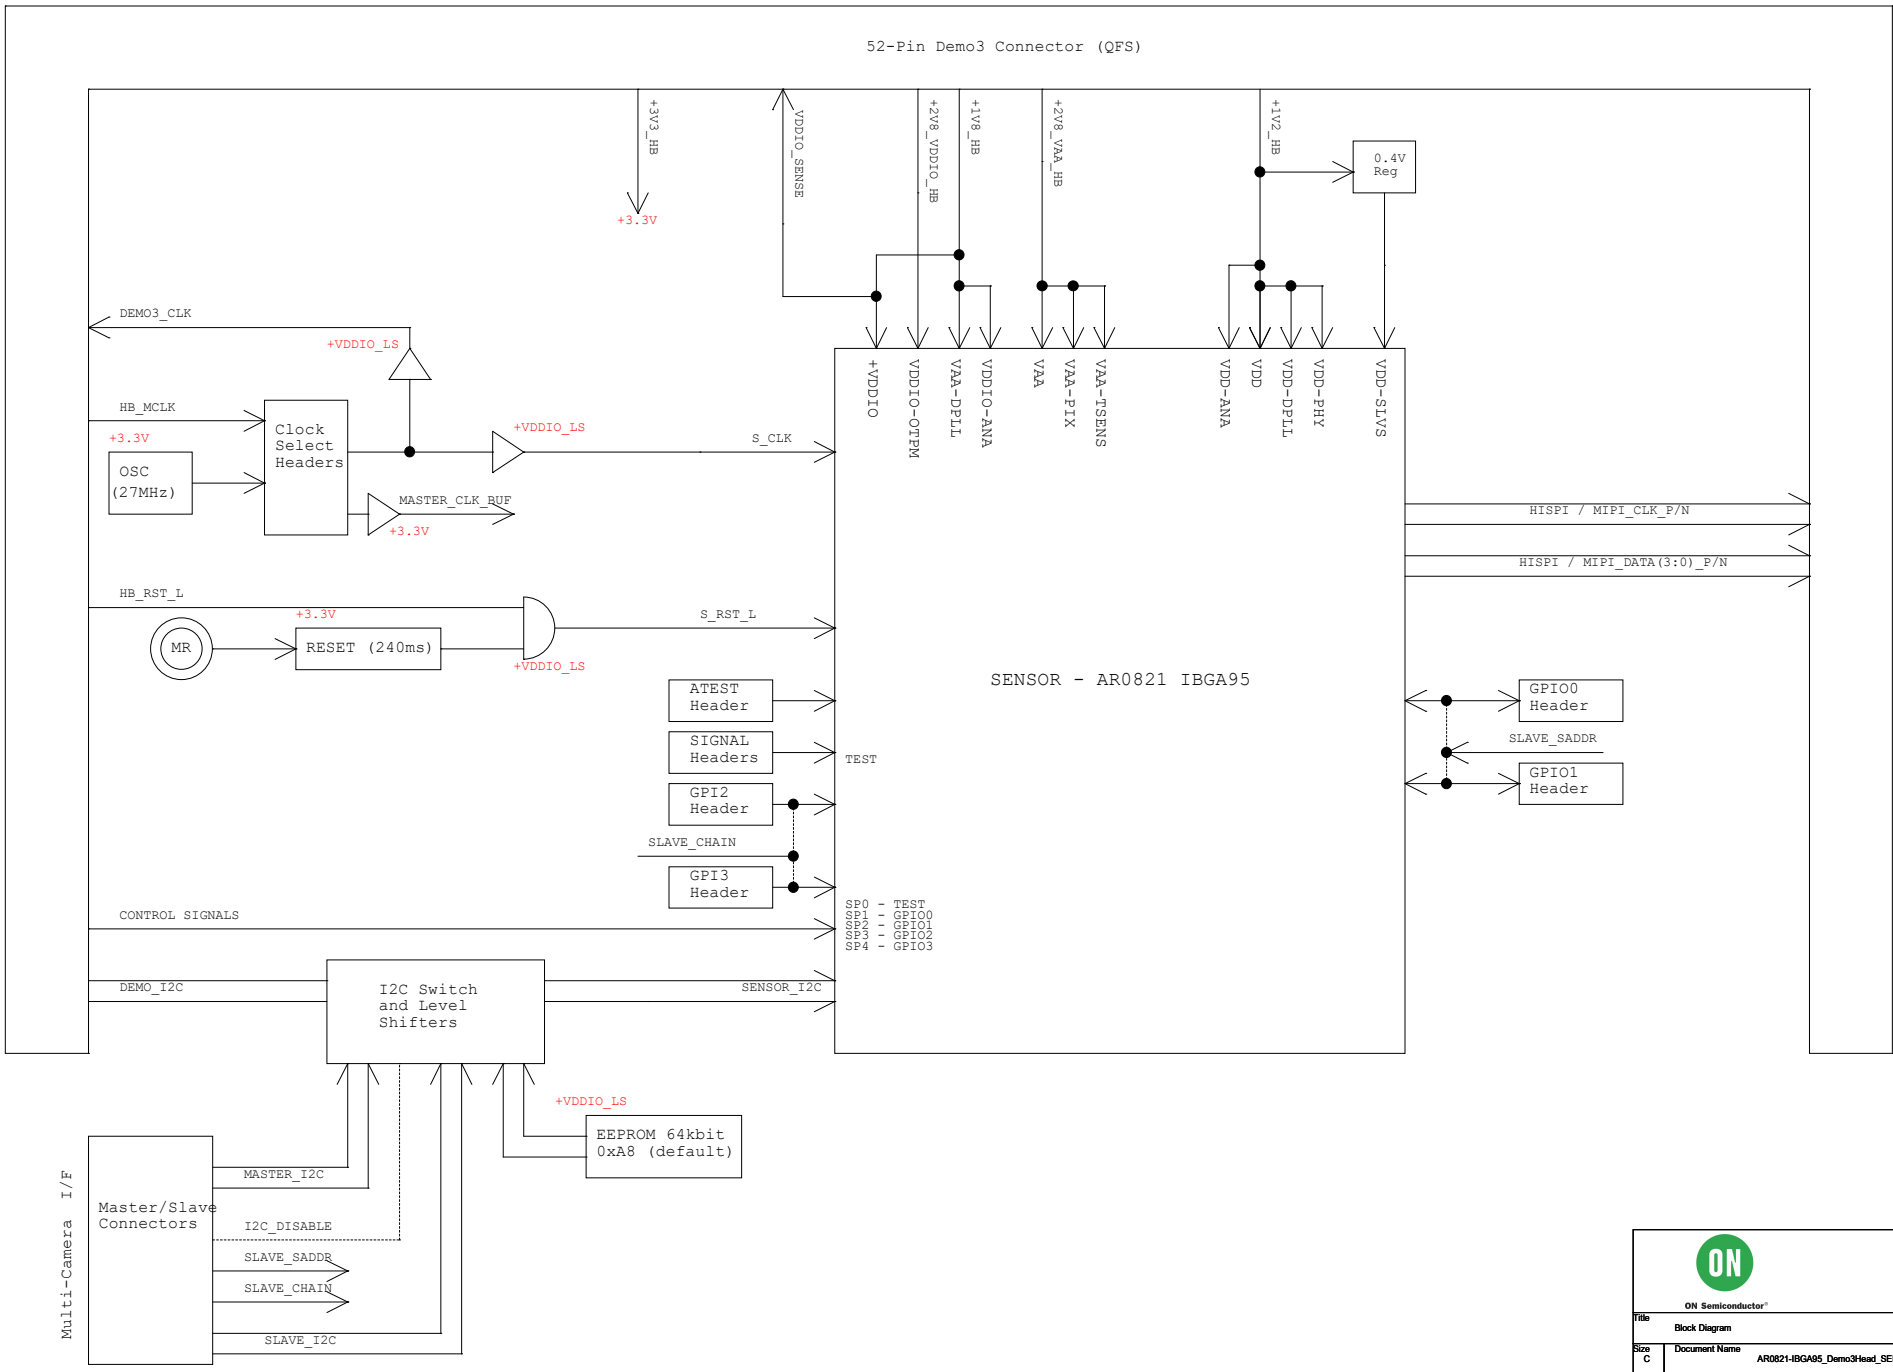 52-Pin Demo3 Connector (QFS)
+3V3_HB
VDDIO_SENSE
+2V8_VDDIO_HB
+1V8_HB
+2V8_VAA_HB
+1V2_HB
0.4V
Reg
+3.3V
DEMO3_CLK
+VDDIO_LS
HB_MCLK
+3.3V
OSC
(27MHz)
Clock
Select
Headers
+VDDIO_LS
S_CLK
MASTER_CLK_BUF
+3.3V
+VDDIO
VDDIO-OTPM
VAA-DPLL
VDDIO-ANA
VAA
VAA-PIX
VAA-TSENS
VDD-ANA
VDD
VDD-DPLL
VDD-PHY
VDD-SLVS
HISPI / MIPI_CLK_P/N
HISPI / MIPI_DATA(3:0)_P/N
HB_RST_L
+3.3V
MR
RESET (240ms)
S_RST_L
+VDDIO_LS
SENSOR - AR0821 IBGA95
ATEST
Header
SIGNAL
Headers
TEST
GPI2
Header
SLAVE_CHAIN
GPI3
Header
GPIO0
Header
SLAVE_SADDR
GPIO1
Header
CONTROL SIGNALS
SP0 - TEST
SP1 - GPIO0
SP2 - GPIO1
SP3 - GPIO2
SP4 - GPIO3
DEMO_I2C
I2C Switch
and Level
Shifters
SENSOR_I2C
+VDDIO_LS
EEPROM 64kbit
0xA8 (default)
Multi-Camera I/F
Master/Slave
Connectors
MASTER_I2C
I2C_DISABLE
SLAVE_SADDR
SLAVE_CHAIN
SLAVE_I2C
ON
ON Semiconductor®
Title
Block Diagram
Size
C
Document Name
AR0821-IBGA95_Demo3Head_SE